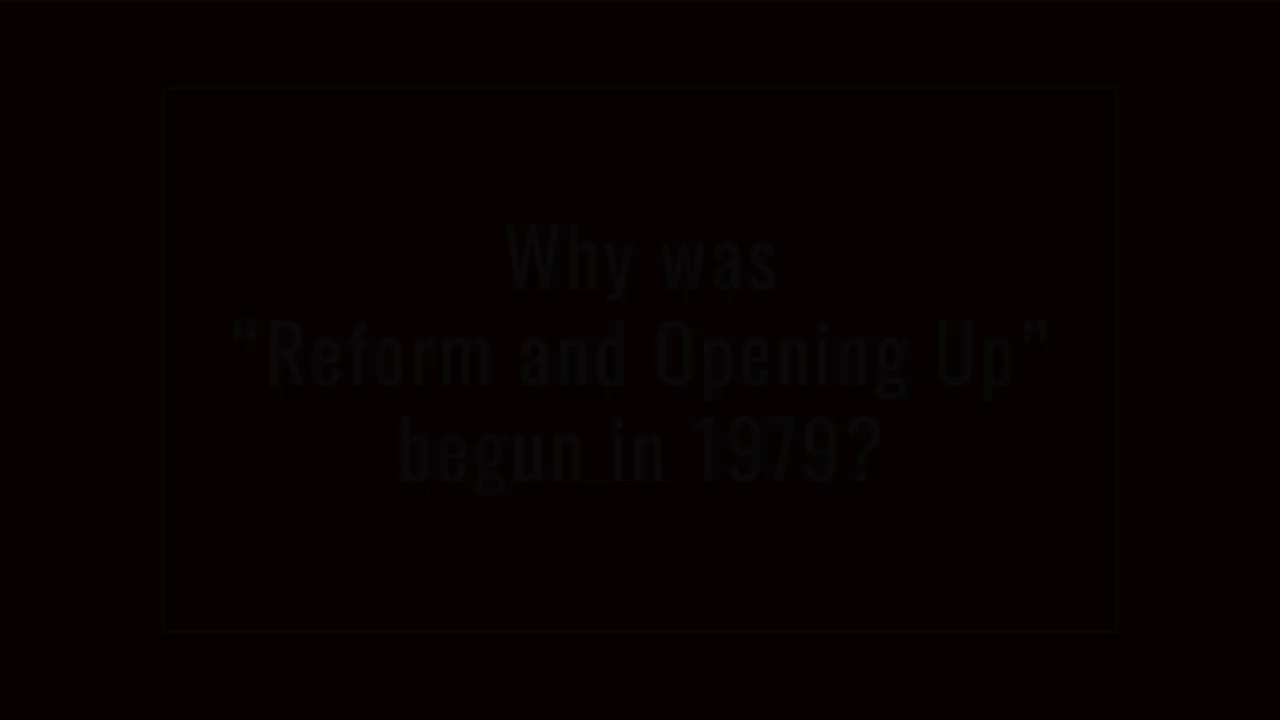 Why was
“Reform and Opening Up”
begun in 1979?